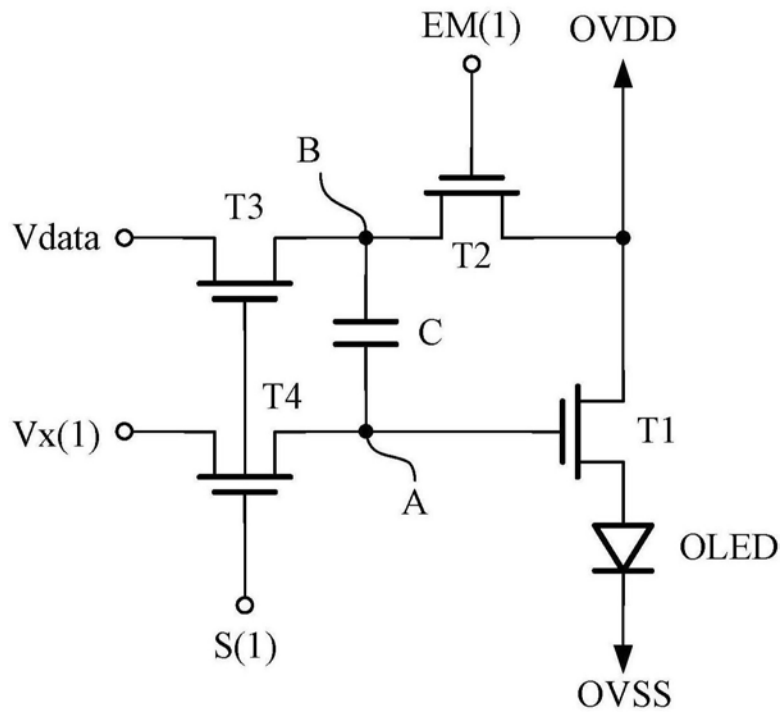 EM(1)
OVDD
B
T3
Vdata
T2
C
T4
Vx(1)
T1
A
OLED
S(1)
OVSS